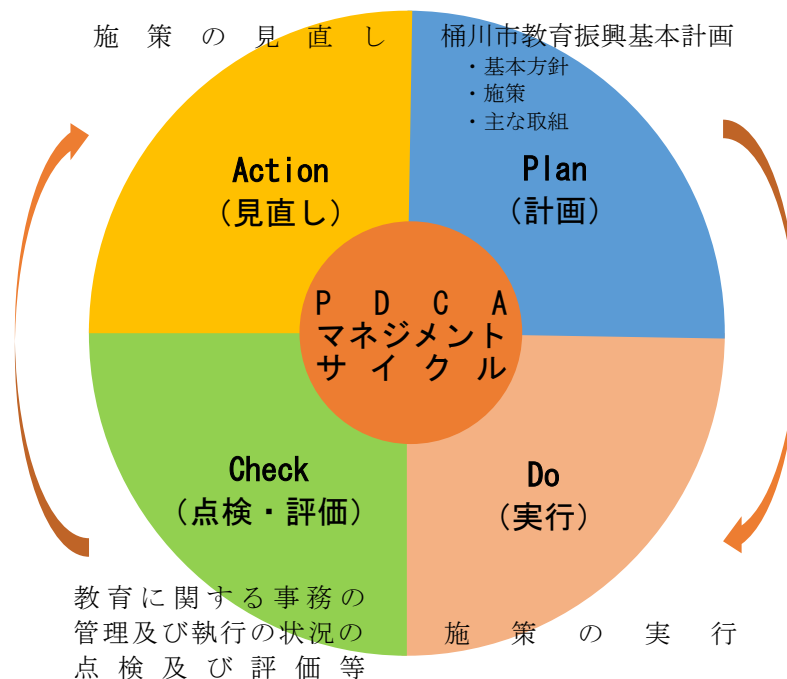 施策の見直し
桶川市教育振興基本計画
・基本方針
・施策
・主な取組
Action
(見直し)
Plan
(計画)
PDCA
マネジメント
サイクル
Check
(点検・評価)
Do
(実行)
教育に関する事務の
管理及び執行の状況の
点検及び評価等
施策の実行